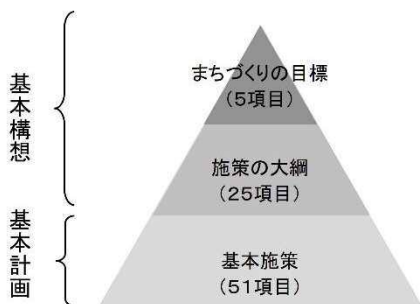 基本構想
まちづくりの目標
(5項目)
施策の大綱
(25項目)
基本計画
基本施策
(51項目)